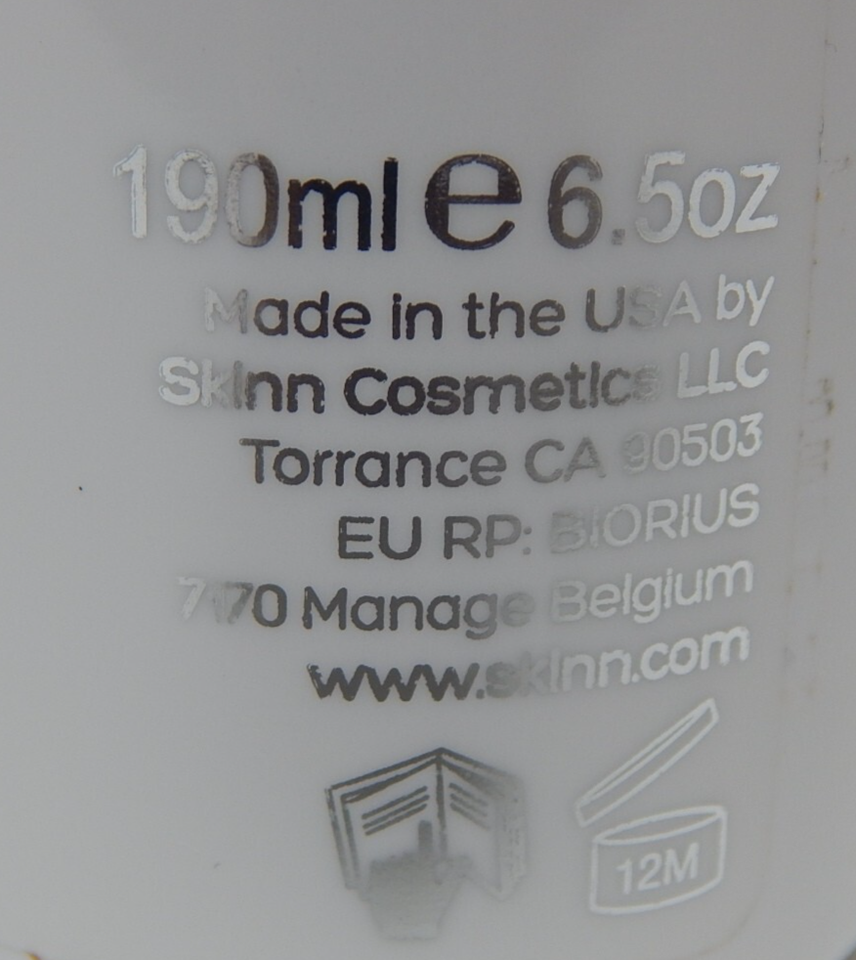 190ml e 6.5oz
Made in the USA by
Skinn Cosmetics LLC
Torrance CA 90503
EU RP: BIORIUS
7170 Manage Belgium
www.skinn.com
12M